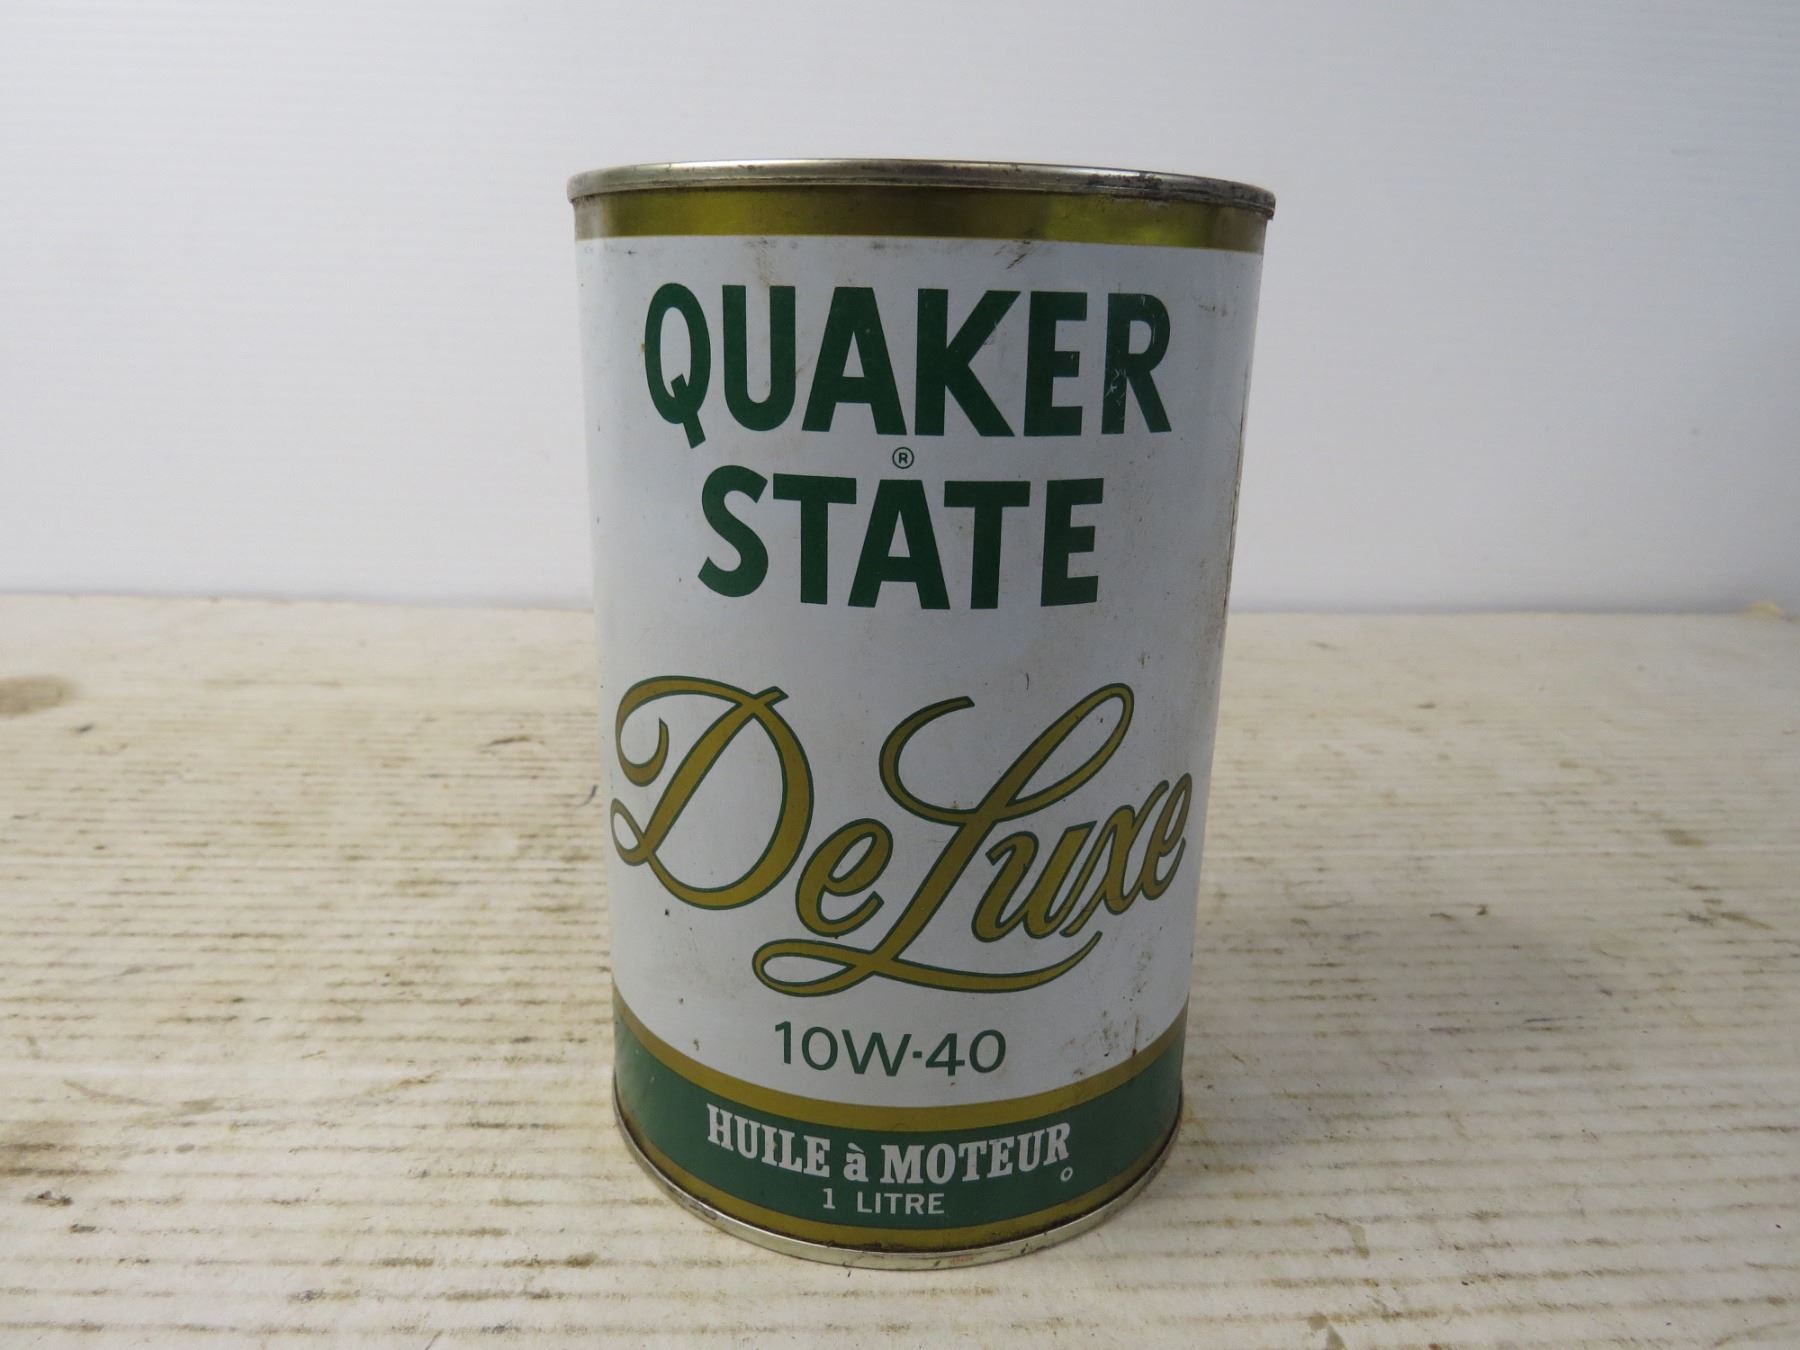 QUAKER
®
STATE
DeLuxe
10W-40
HUILE à MOTEUR
1 LITRE